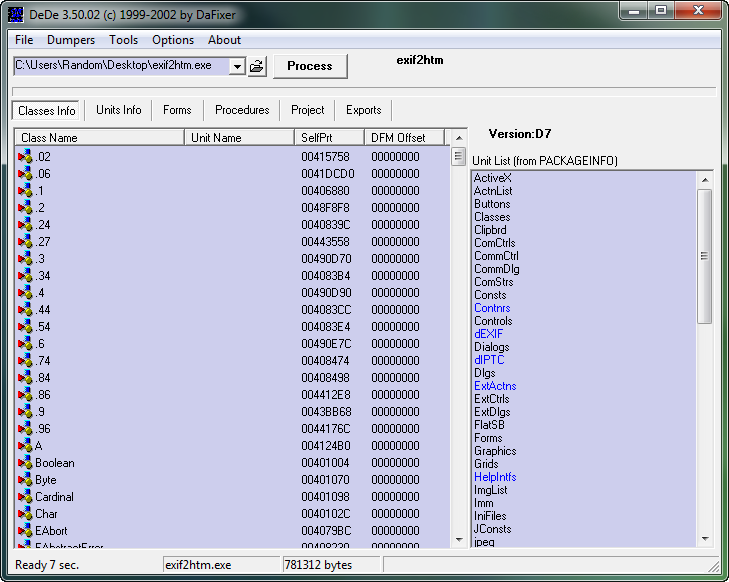 DeDe 3.50.02 (c) 1999-2002 by DaFixer
File Dumpers Tools Options About
C:\Users\Random\Desktop\exif2htm.exe Process exif2htm
Classes Info Units Info Forms Procedures Project Exports
Version:D7
Unit List (from PACKAGEINFO)
Class Name Unit Name SelfPrt DFM Offset
.02 00415758 00000000
.06 0041DCD0 00000000
.1 00406880 00000000
.2 0048F8F8 00000000
.24 0040839C 00000000
.27 00443558 00000000
.3 00490D70 00000000
.34 004083B4 00000000
.4 00490D90 00000000
.44 004083CC 00000000
.54 004083E4 00000000
.6 00490E7C 00000000
.74 00408474 00000000
.84 00408498 00000000
.86 004412E8 00000000
.9 0043BB68 00000000
.96 0044176C 00000000
A 004124B0 00000000
Boolean 00401004 00000000
Byte 00401070 00000000
Cardinal 00401098 00000000
Char 0040102C 00000000
EAbort 004079BC 00000000
EAbstractError 00408230 00000000
ActiveX
ActnList
Buttons
Classes
Clipbrd
ComCtrls
CommCtrl
CommDlg
ComStrs
Consts
Contnrs
Controls
dEXIF
Dialogs
dIPTC
Dlgs
ExtActns
ExtCtrls
ExtDlgs
FlatSB
Forms
Graphics
Grids
HelpIntfs
ImgList
Imm
IniFiles
JConsts
jpeg
Ready 7 sec. exif2htm.exe 781312 bytes